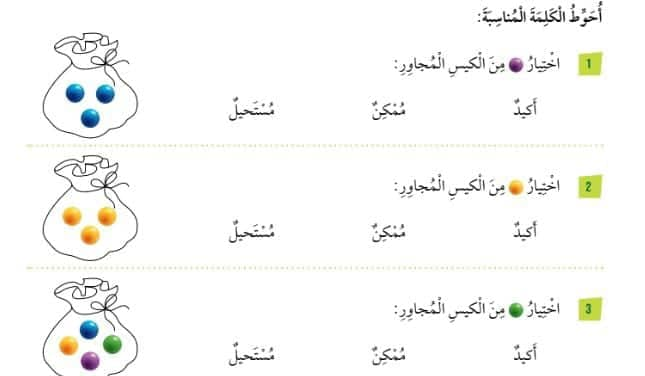 أُحَوِّطُ الْكَلِمَةَ الْمُناسِبَةَ:
1 اخْتِيارُ مِنَ الْكيسِ الْمُجاوِرِ:
أَكيدٌ مُمْكِنٌ مُسْتَحيلٌ
2 اخْتِيارُ مِنَ الْكيسِ الْمُجاوِرِ:
أَكيدٌ مُمْكِنٌ مُسْتَحيلٌ
3 اخْتِيارُ مِنَ الْكيسِ الْمُجاوِرِ:
أَكيدٌ مُمْكِنٌ مُسْتَحيلٌ